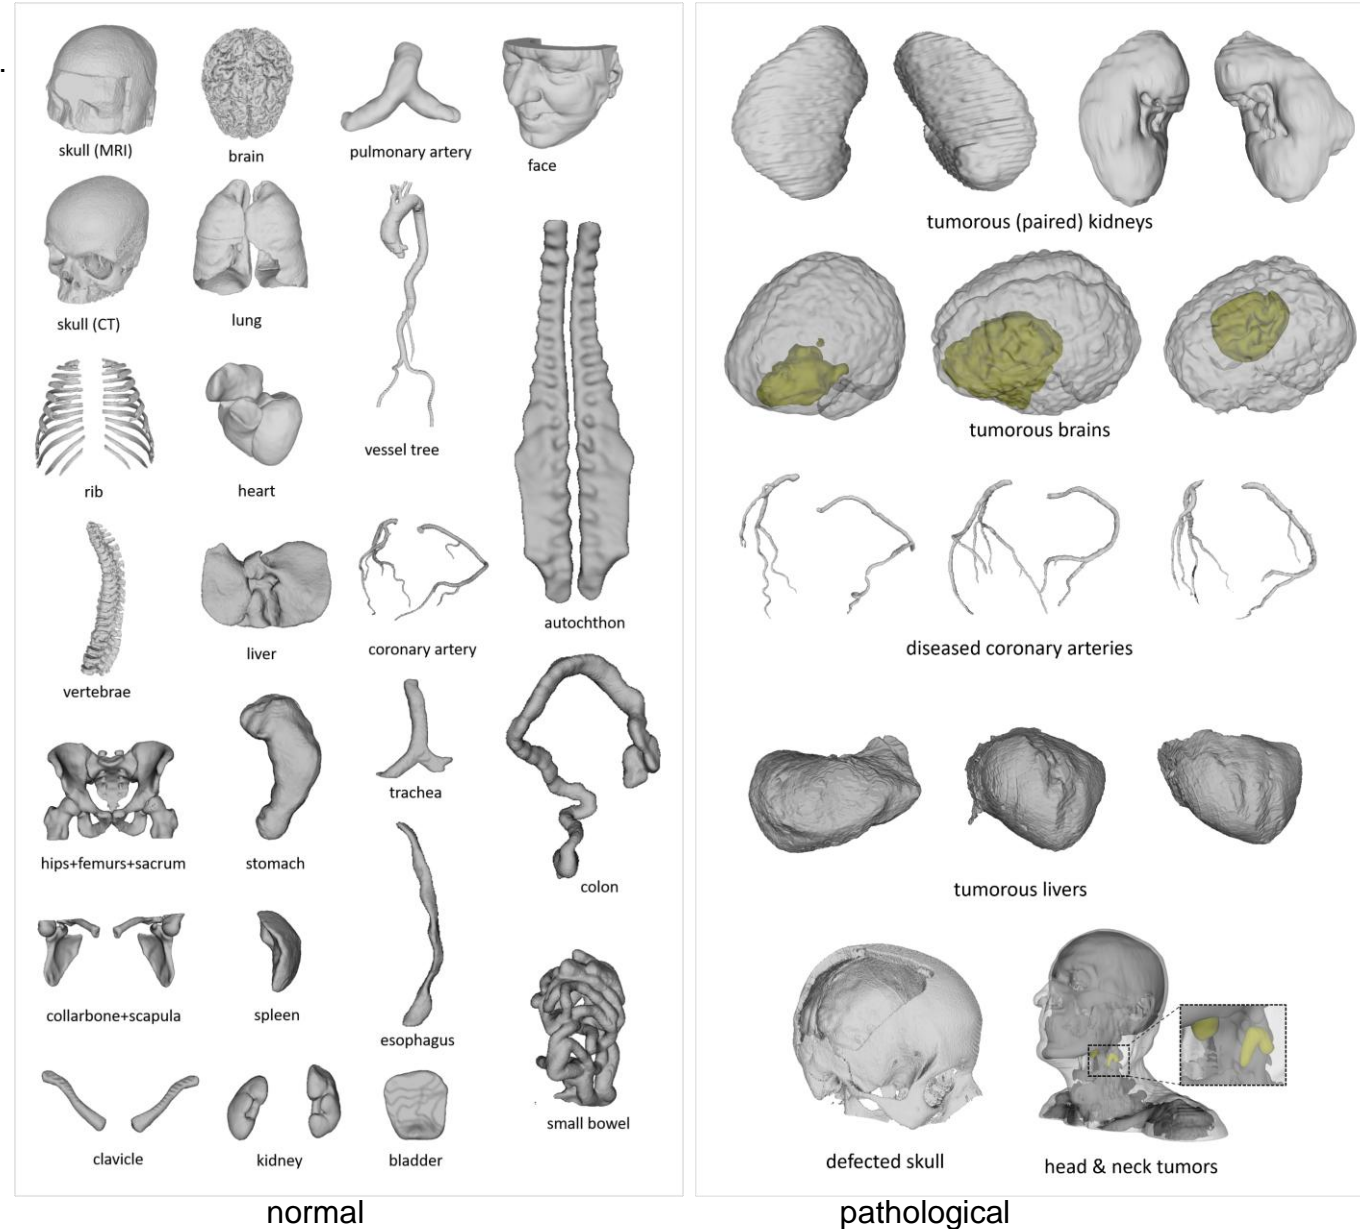 .
skull (MRI)
brain
pulmonary artery
face
skull (CT)
lung
vessel tree
rib
heart
autochthon
vertebrae
liver
coronary artery
hips+femurs+sacrum
stomach
trachea
colon
collarbone+scapula
spleen
esophagus
small bowel
clavicle
kidney
bladder
normal
tumorous (paired) kidneys
tumorous brains
diseased coronary arteries
tumorous livers
defected skull
head & neck tumors
pathological